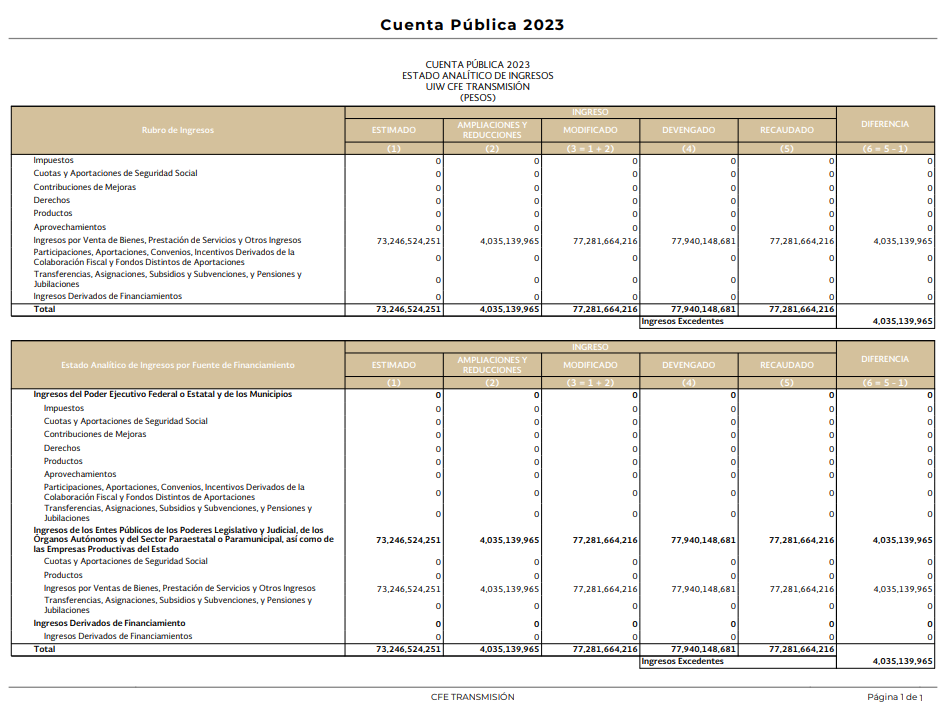 Cuenta Pública 2023
CUENTA PÚBLICA 2023
ESTADO ANALÍTICO DE INGRESOS
UIW CFE TRANSMISIÓN
(PESOS)
Rubro de Ingresos
INGRESO
DIFERENCIA
ESTIMADO
AMPLIACIONES Y
REDUCCIONES
MODIFICADO
DEVENGADO
RECAUDADO
(1) (2) (3 = 1 + 2) (4) (5) (6 = 5 - 1)
Impuestos 0 0 0 0 0 0
Cuotas y Aportaciones de Seguridad Social 0 0 0 0 0 0
Contribuciones de Mejoras 0 0 0 0 0 0
Derechos 0 0 0 0 0 0
Productos 0 0 0 0 0 0
Aprovechamientos 0 0 0 0 0 0
Ingresos por Venta de Bienes, Prestación de Servicios y Otros Ingresos 73,246,524,251 4,035,139,965 77,281,664,216 77,940,148,681 77,281,664,216 4,035,139,965
Participaciones, Aportaciones, Convenios, Incentivos Derivados de la
Colaboración Fiscal y Fondos Distintos de Aportaciones 0 0 0 0 0 0
Transferencias, Asignaciones, Subsidios y Subvenciones, y Pensiones y
Jubilaciones 0 0 0 0 0 0
Ingresos Derivados de Financiamientos 0 0 0 0 0 0
Total 73,246,524,251 4,035,139,965 77,281,664,216 77,940,148,681 77,281,664,216 4,035,139,965
Ingresos Excedentes 4,035,139,965
Estado Analítico de Ingresos por Fuente de Financiamiento
INGRESO
DIFERENCIA
ESTIMADO
AMPLIACIONES Y
REDUCCIONES
MODIFICADO
DEVENGADO
RECAUDADO
(1) (2) (3 = 1 + 2) (4) (5) (6 = 5 - 1)
Ingresos del Poder Ejecutivo Federal o Estatal y de los Municipios 0 0 0 0 0 0
Impuestos 0 0 0 0 0 0
Cuotas y Aportaciones de Seguridad Social 0 0 0 0 0 0
Contribuciones de Mejoras 0 0 0 0 0 0
Derechos 0 0 0 0 0 0
Productos 0 0 0 0 0 0
Aprovechamientos 0 0 0 0 0 0
Participaciones, Aportaciones, Convenios, Incentivos Derivados de la
Colaboración Fiscal y Fondos Distintos de Aportaciones 0 0 0 0 0 0
Transferencias, Asignaciones, Subsidios y Subvenciones, y Pensiones y
Jubilaciones 0 0 0 0 0 0
Ingresos de los Entes Públicos de los Poderes Legislativo y Judicial, de los
Órganos Autónomos y del Sector Paraestatal o Paramunicipal, así como de
las Empresas Productivas del Estado 73,246,524,251 4,035,139,965 77,281,664,216 77,940,148,681 77,281,664,216 4,035,139,965
Cuotas y Aportaciones de Seguridad Social 0 0 0 0 0 0
Productos 0 0 0 0 0 0
Ingresos por Ventas de Bienes, Prestación de Servicios y Otros Ingresos 73,246,524,251 4,035,139,965 77,281,664,216 77,940,148,681 77,281,664,216 4,035,139,965
Transferencias, Asignaciones, Subsidios y Subvenciones, y Pensiones y
Jubilaciones 0 0 0 0 0 0
Ingresos Derivados de Financiamiento 0 0 0 0 0 0
Ingresos Derivados de Financiamientos 0 0 0 0 0 0
Total 73,246,524,251 4,035,139,965 77,281,664,216 77,940,148,681 77,281,664,216 4,035,139,965
Ingresos Excedentes 4,035,139,965
CFE TRANSMISIÓN
Página 1 de 1